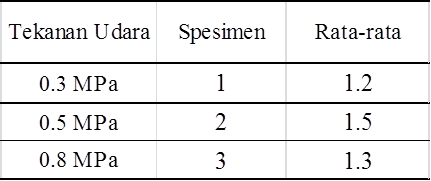 Tekanan Udara Spesimen Rata-rata
0.3 MPa 1 1.2
0.5 MPa 2 1.5
0.8 MPa 3 1.3